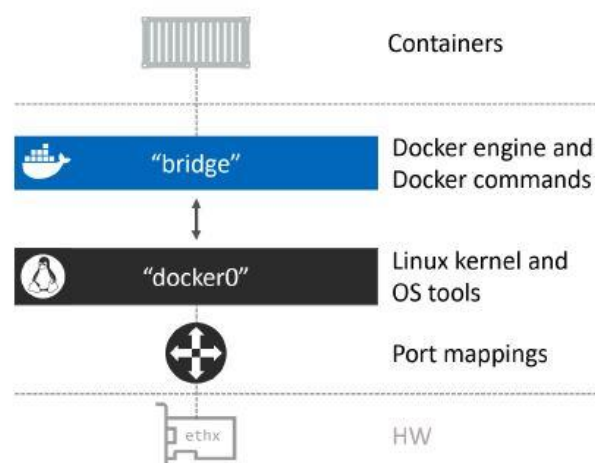 Containers
“bridge”
Docker engine and
Docker commands
“docker0”
Linux kernel and
OS tools
Port mappings
ethx
HW